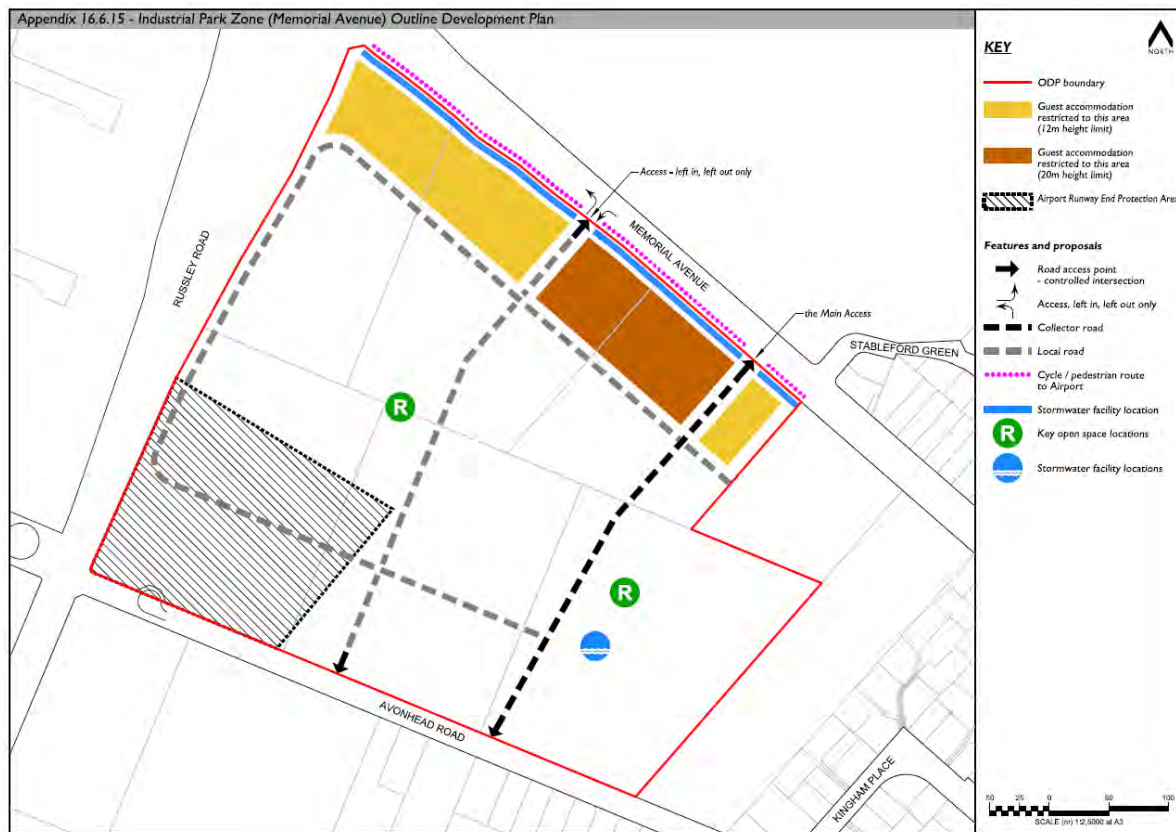 Appendix 16.6.15 - Industrial Park Zone (Memorial Avenue) Outline Development Plan
Access - left in, left out only
MEMORIAL AVENUE
RUSSLEY ROAD
the Main Access
STABLEFORD GREEN
R
R
AVONHEAD ROAD
KINGHAM PLACE
KEY
NORTH
ODP boundary
Guest accommodation
restricted to this area
(12m height limit)
Guest accommodation
restricted to this area
(20m height limit)
Airport Runway End Protection Area
Features and proposals
Road access point
- controlled intersection
Access, left in, left out only
Collector road
Local road
Cycle / pedestrian route
to Airport
Stormwater facility location
R
Key open space locations
Stormwater facility locations
50 25 0 50 100
SCALE (m) 1:2,5000 at A3